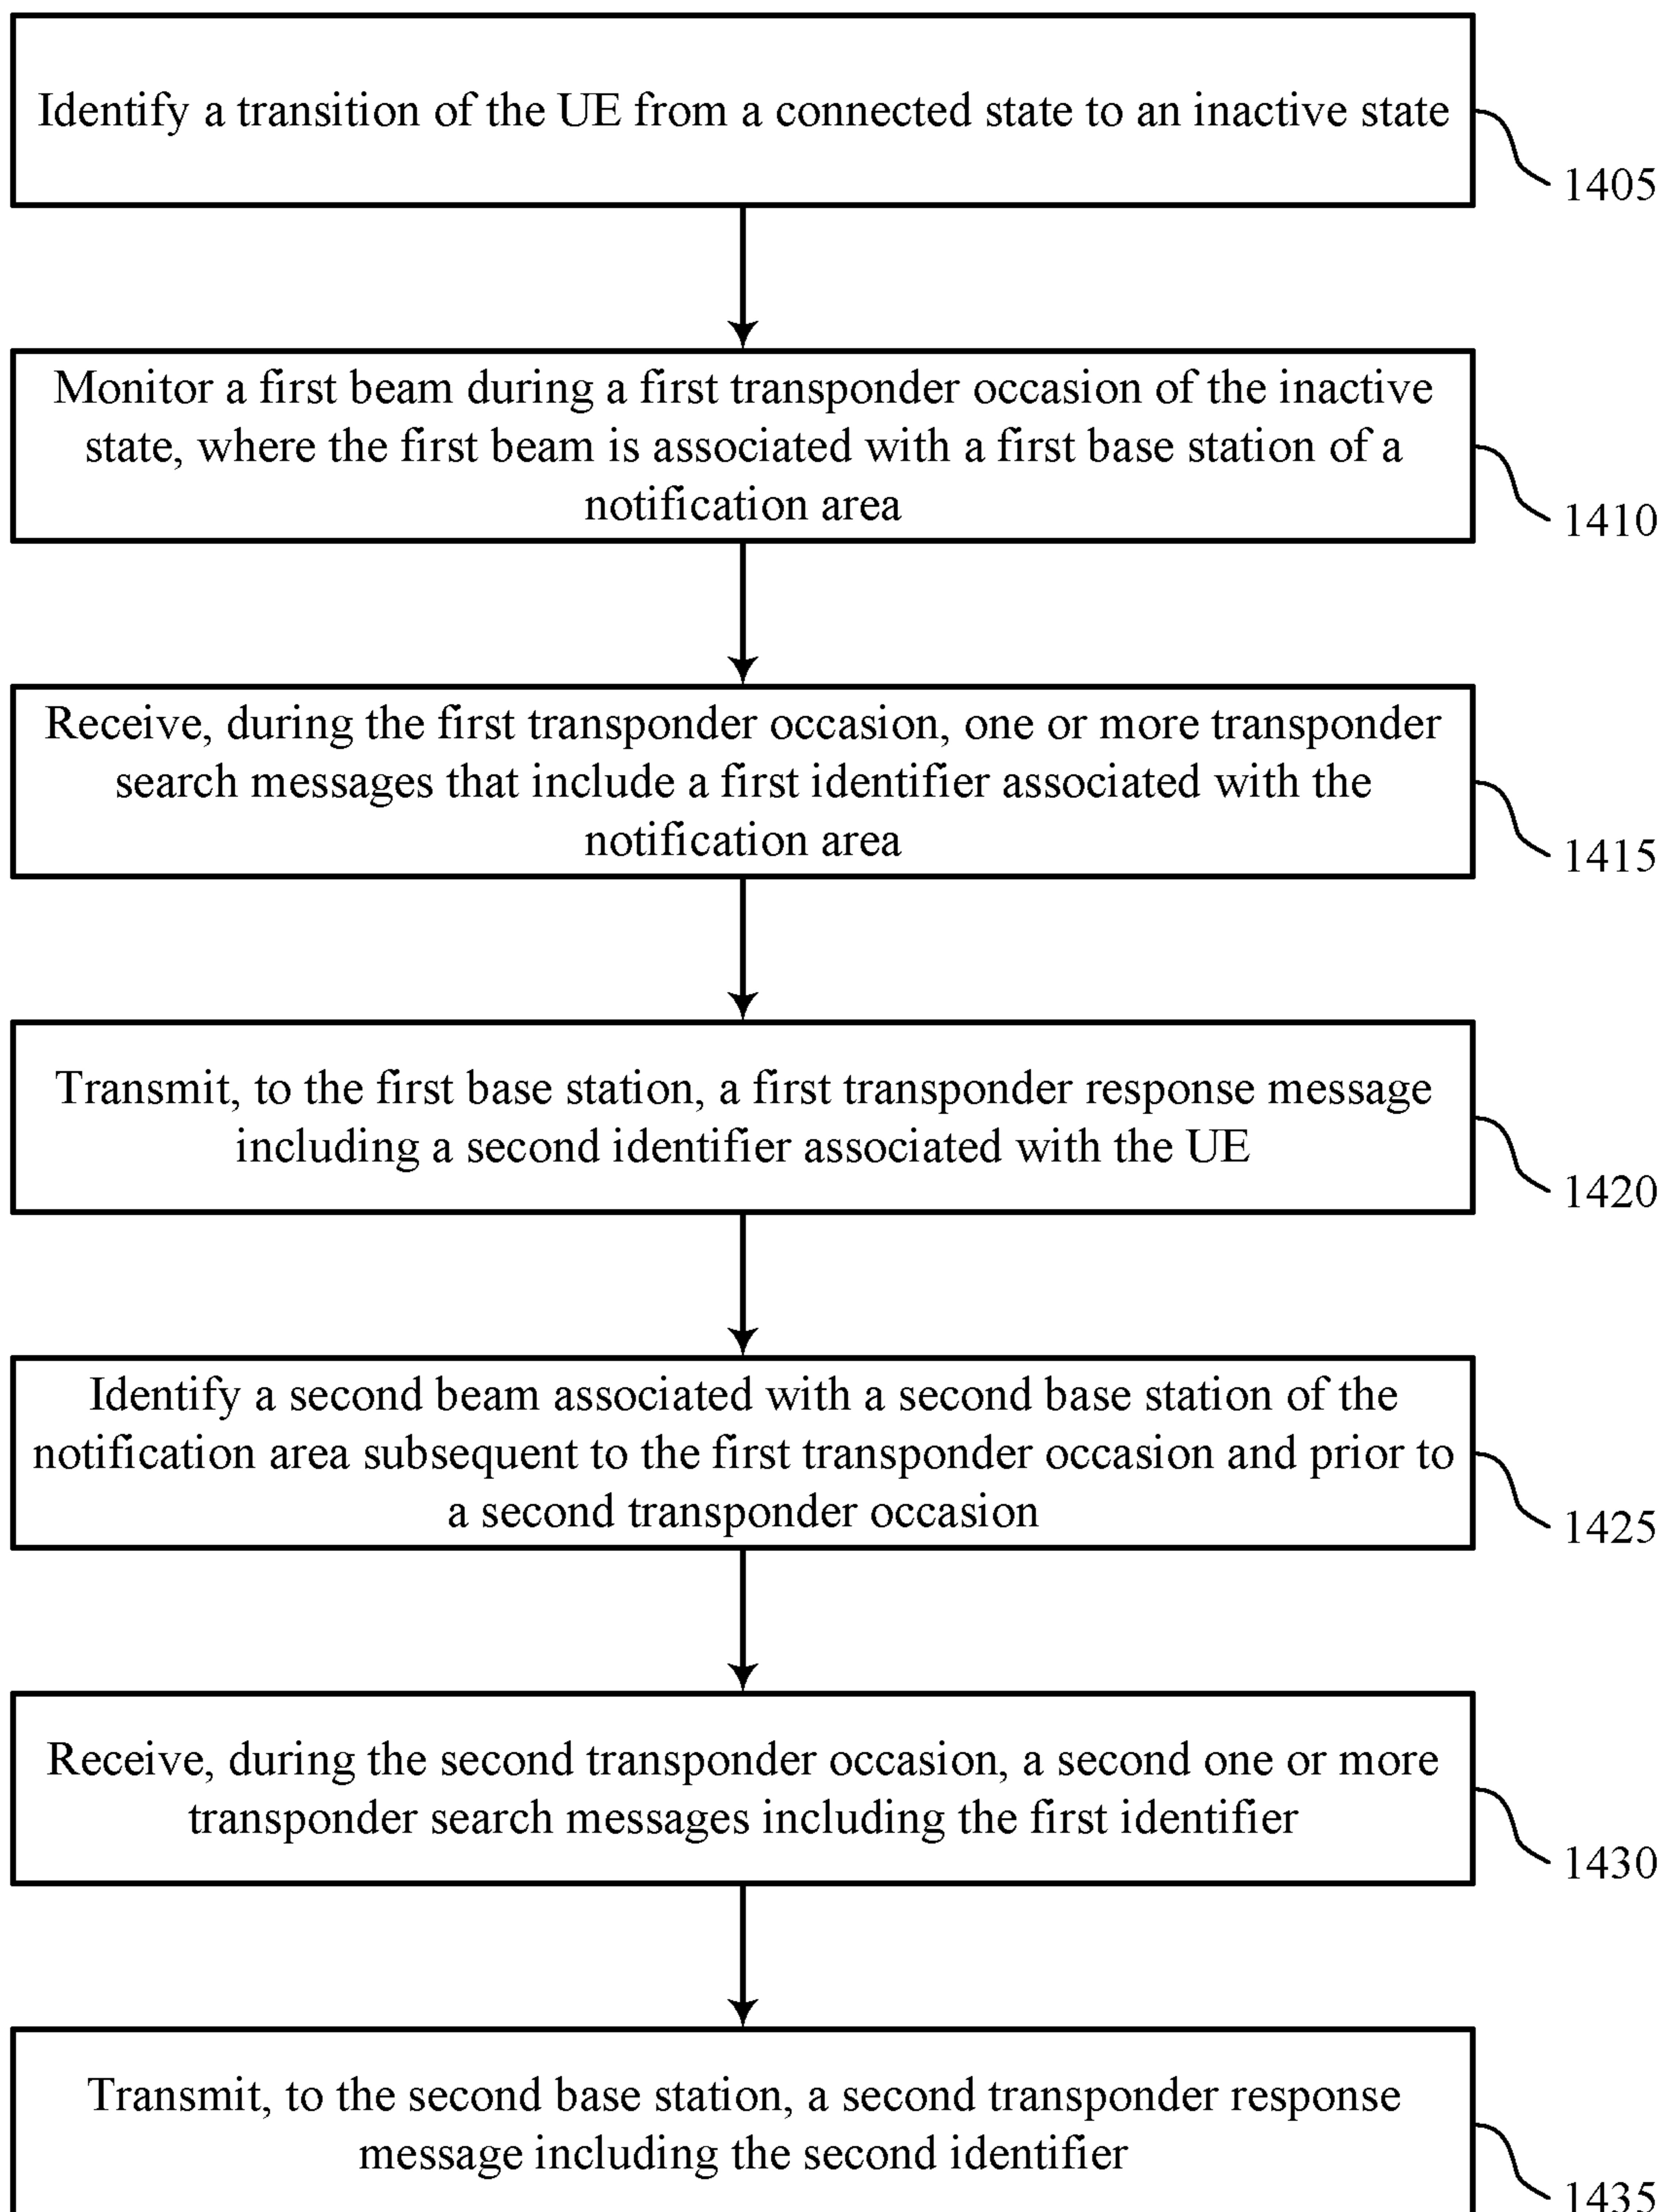 Identify a transition of the UE from a connected state to an inactive state
1405
Monitor a first beam during a first transponder occasion of the inactive
state, where the first beam is associated with a first base station of a
notification area
1410
Receive, during the first transponder occasion, one or more transponder
search messages that include a first identifier associated with the
notification area
1415
Transmit, to the first base station, a first transponder response message
including a second identifier associated with the UE
1420
Identify a second beam associated with a second base station of the
notification area subsequent to the first transponder occasion and prior to
a second transponder occasion
1425
Receive, during the second transponder occasion, a second one or more
transponder search messages including the first identifier
1430
Transmit, to the second base station, a second transponder response
message including the second identifier
1435